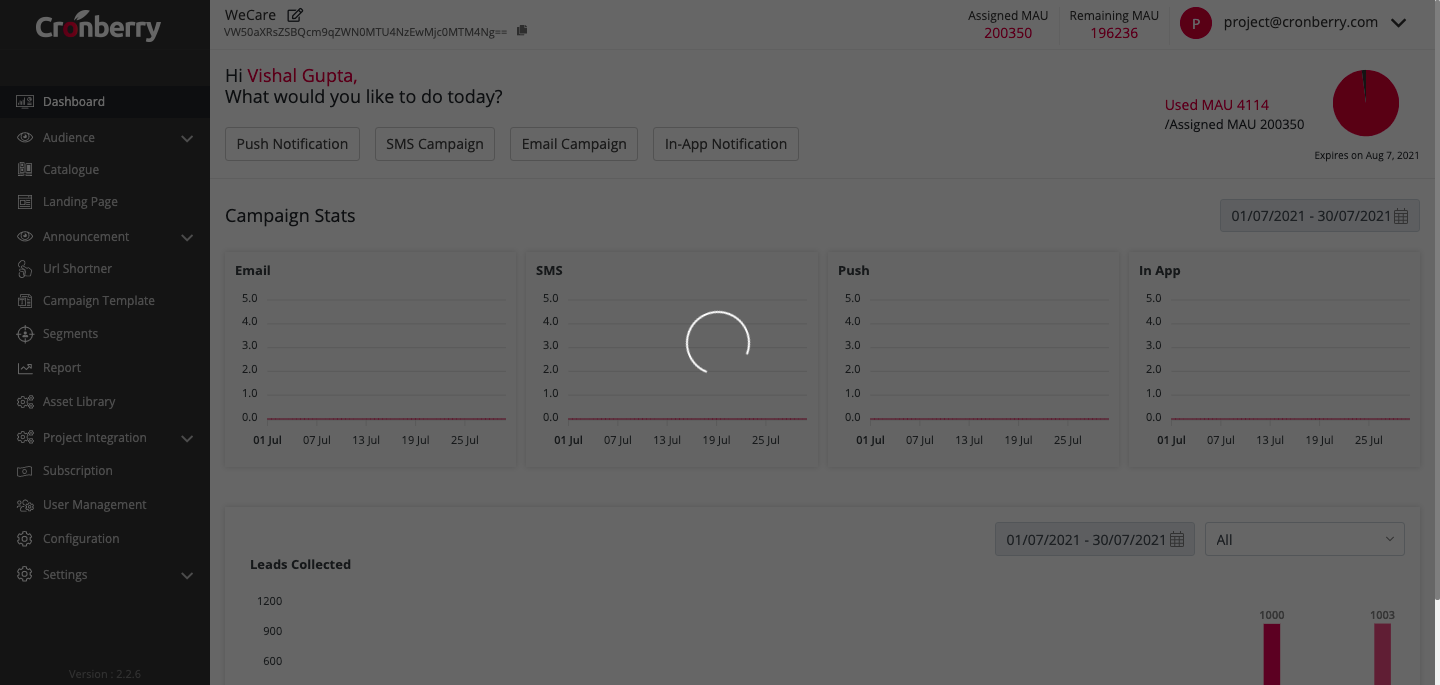 Cronberry
WeCare
VW50aXRsZSBQcm9qZWN0MTU4NzEwMjc0MTM4Ng==
Assigned MAU
200350
Remaining MAU
196236
P
project@cronberry.com
Dashboard
Audience
Catalogue
Landing Page
Announcement
Url Shortner
Campaign Template
Segments
Report
Asset Library
Project Integration
Subscription
User Management
Configuration
Settings
Version : 2.2.6
Hi Vishal Gupta,
What would you like to do today?
Push Notification
SMS Campaign
Email Campaign
In-App Notification
Used MAU 4114
/Assigned MAU 200350
Expires on Aug 7, 2021
Campaign Stats
01/07/2021 - 30/07/2021
Email
5.0
4.0
3.0
2.0
1.0
0.0
01 Jul 07 Jul 13 Jul 19 Jul 25 Jul
SMS
5.0
4.0
3.0
2.0
1.0
0.0
01 Jul 07 Jul 13 Jul 19 Jul 25 Jul
Push
5.0
4.0
3.0
2.0
1.0
0.0
01 Jul 07 Jul 13 Jul 19 Jul 25 Jul
In App
5.0
4.0
3.0
2.0
1.0
0.0
01 Jul 07 Jul 13 Jul 19 Jul 25 Jul
01/07/2021 - 30/07/2021
All
Leads Collected
1200
900
600
1000
1003